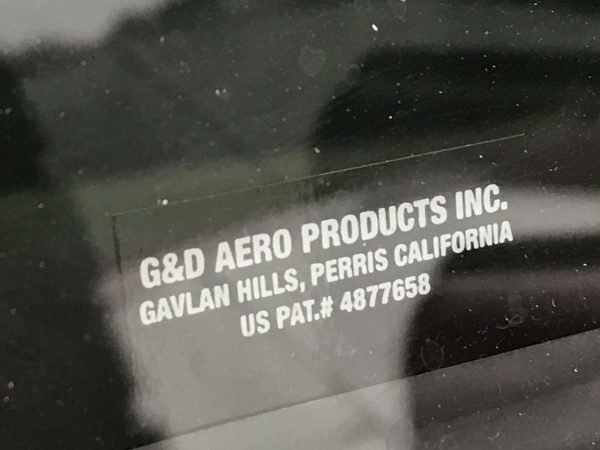 G&D AERO PRODUCTS INC.
GAVLAN HILLS, PERRIS CALIFORNIA
US PAT.# 4877658